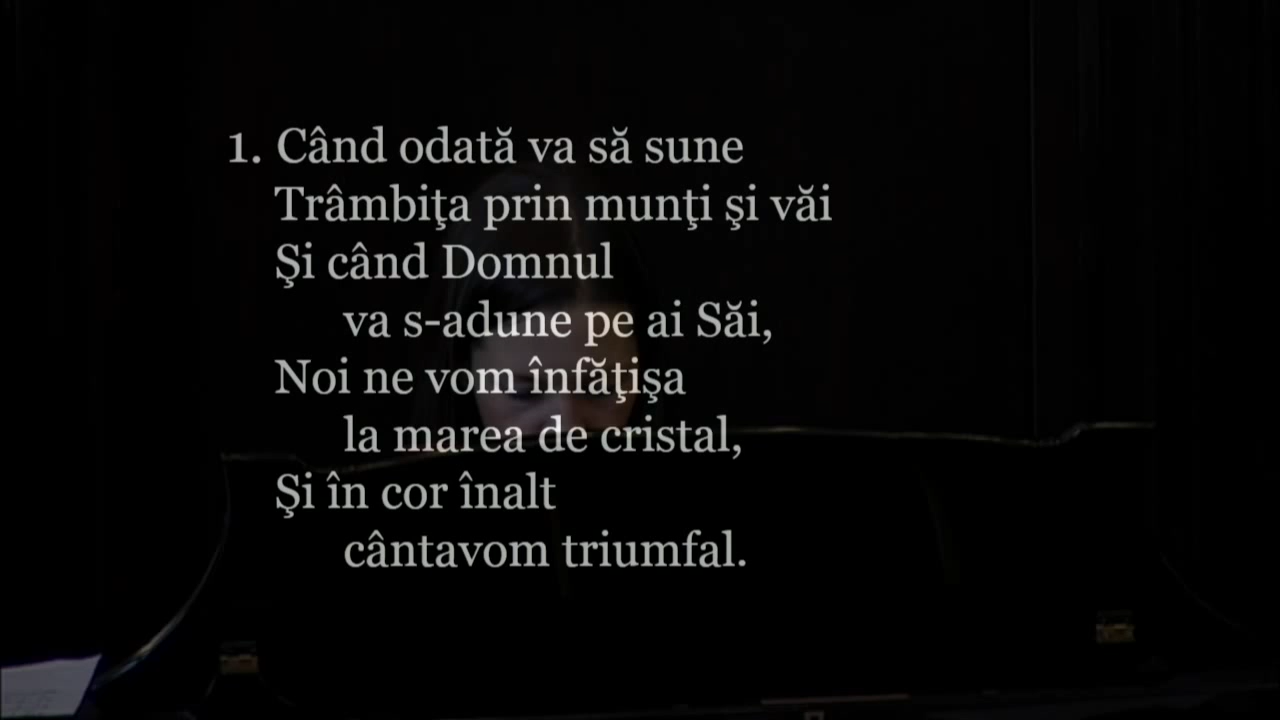 1. Când odată va să sune
Trâmbiţa prin munţi şi văi
Şi când Domnul
va s-adune pe ai Săi,
Noi ne vom înfăţişa
la marea de cristal,
Şi în cor înalt
cântavom triumfal.